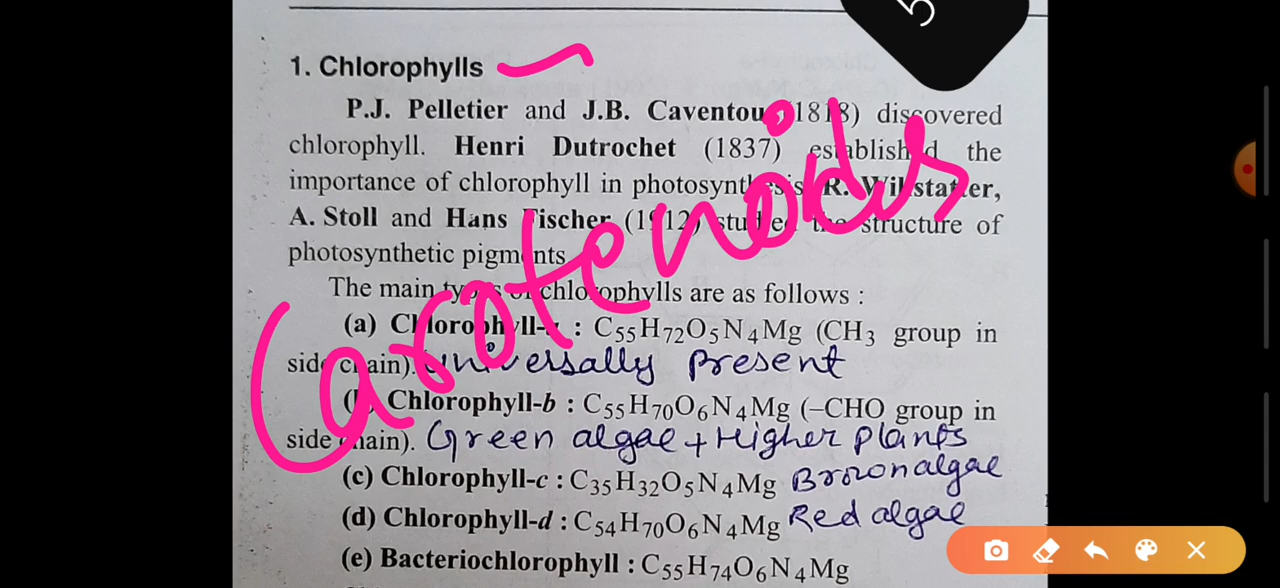 5
1. Chlorophylls
P.J. Pelletier and J.B. Caventou (1818) discovered
chlorophyll. Henri Dutrochet (1837) established the
importance of chlorophyll in photosynthesis. R. Wilstatter,
A. Stoll and Hans Fischer (1912) studied the structure of
photosynthetic pigments.
Carotenoids
The main types of chlorophylls are as follows :
(a) Chlorophyll-a : C55H72O5N4Mg (CH3 group in
side chain). Universally Present
(b) Chlorophyll-b : C55H70O6N4Mg (–CHO group in
side chain). Green algae + Higher Plants
(c) Chlorophyll-c : C35H32O5N4Mg Brown algae
(d) Chlorophyll-d : C54H70O6N4Mg Red algae
(e) Bacteriochlorophyll : C55H74O6N4Mg